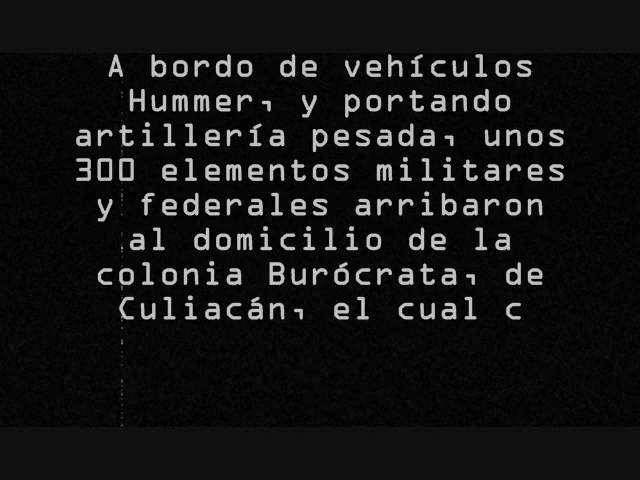 A bordo de vehículos
Hummer, y portando
artillería pesada, unos
300 elementos militares
y federales arribaron
al domicilio de la
colonia Burócrata, de
Culiacán, el cual c